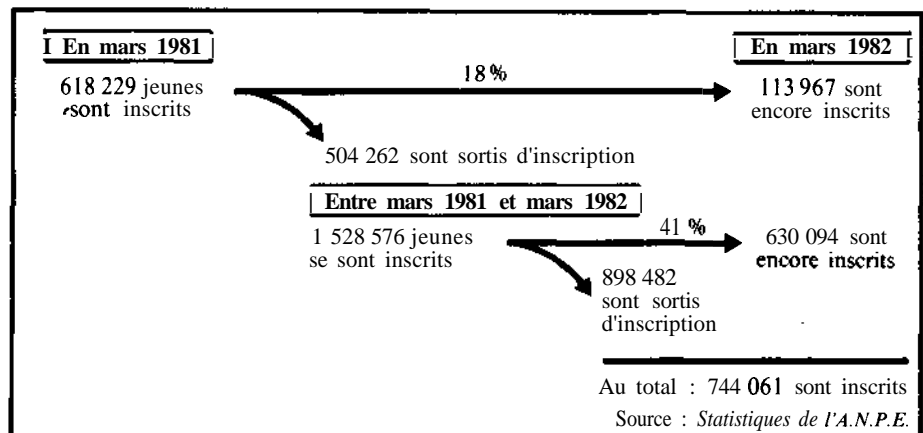 En mars 1981
En mars 1982
618 229 jeunes
sont inscrits
18 %
113 967 sont
encore inscrits
504 262 sont sortis d'inscription
Entre mars 1981 et mars 1982
1 528 576 jeunes
se sont inscrits
41 %
630 094 sont
encore inscrits
898 482
sont sortis
d'inscription
Au total : 744 061 sont inscrits
Source : Statistiques de l'A.N.P.E.